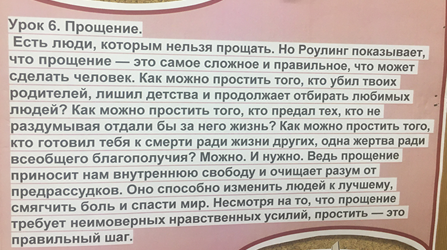 Урок 6. Прощение.
Есть люди, которым нельзя прощать. Но Роулинг показывает,
что прощение — это самое сложное и правильное, что может
сделать человек. Как можно простить того, кто убил твоих
родителей, лишил детства и продолжает отбирать любимых
людей? Как можно простить того, кто предал тех, кто не
раздумывая отдали бы за него жизнь? Как можно простить того,
кто готовил тебя к смерти ради жизни других, одна жертва ради
всеобщего благополучия? Можно. И нужно. Ведь прощение
приносит нам внутреннюю свободу и очищает разум от
предрассудков. Оно способно изменить людей к лучшему,
смягчить боль и спасти мир. Несмотря на то, что прощение
требует неимоверных нравственных усилий, простить — это
правильный шаг.